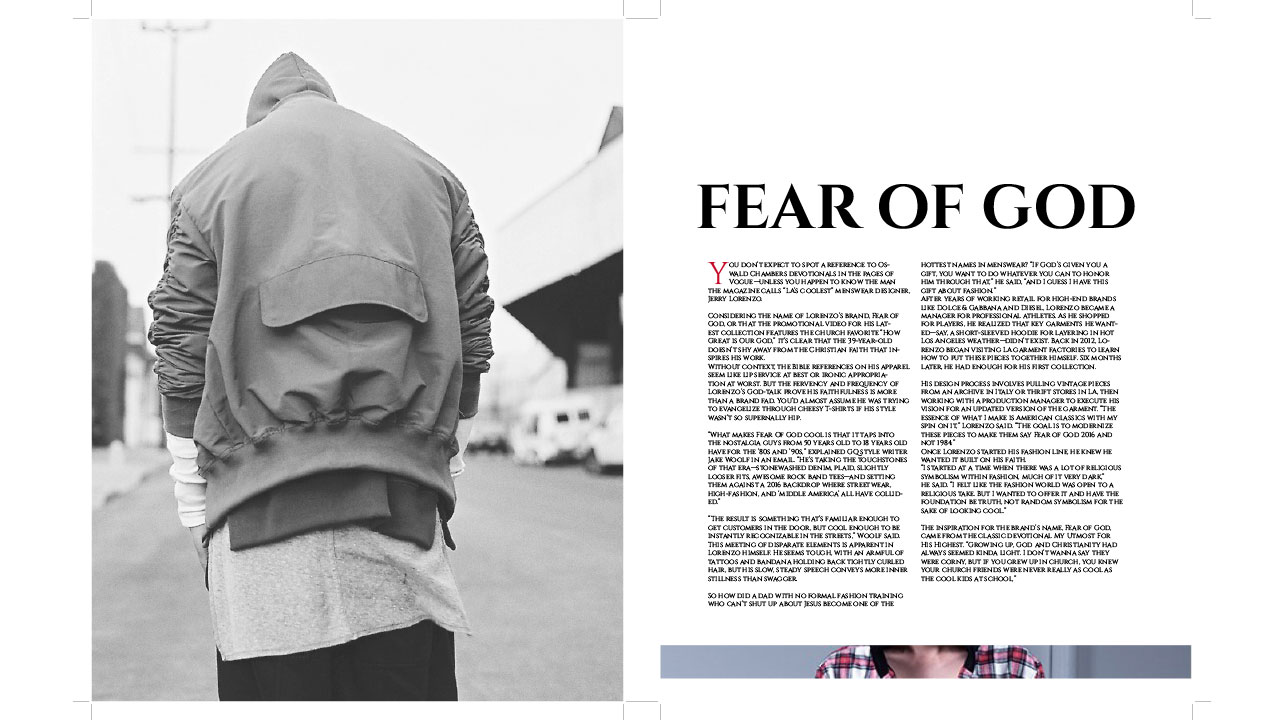 FEAR OF GOD
YOU DON'T EXPECT TO SPOT A REFERENCE TO OS-
WALD CHAMBERS DEVOTIONALS IN THE PAGES OF
VOGUE—UNLESS YOU HAPPEN TO KNOW THE MAN
THE MAGAZINE CALLS "LA'S COOLEST" MENSWEAR DESIGNER,
JERRY LORENZO.
CONSIDERING THE NAME OF LORENZO'S BRAND, FEAR OF
GOD, OR THAT THE PROMOTIONAL VIDEO FOR HIS LAT-
EST COLLECTION FEATURES THE CHURCH FAVORITE "HOW
GREAT IS OUR GOD," IT'S CLEAR THAT THE 39-YEAR-OLD
DOESN'T SHY AWAY FROM THE CHRISTIAN FAITH THAT IN-
SPIRES HIS WORK.
WITHOUT CONTEXT, THE BIBLE REFERENCES ON HIS APPAREL
SEEM LIKE LIP SERVICE AT BEST OR IRONIC APPROPRIA-
TION AT WORST. BUT THE FERVENCY AND FREQUENCY OF
LORENZO'S GOD-TALK PROVE HIS FAITHFULNESS IS MORE
THAN A BRAND FAD. YOU'D ALMOST ASSUME HE WAS TRYING
TO EVANGELIZE THROUGH CHEESY T-SHIRTS IF HIS STYLE
WASN'T SO SUPERNALLY HIP.
"WHAT MAKES FEAR OF GOD COOL IS THAT IT TAPS INTO
THE NOSTALGIA GUYS FROM 50 YEARS OLD TO 18 YEARS OLD
HAVE FOR THE '80S AND '90S," EXPLAINED GQ STYLE WRITER
JAKE WOOLF IN AN EMAIL. "HE'S TAKING THE TOUCHSTONES
OF THAT ERA—STONEWASHED DENIM, PLAID, SLIGHTLY
LOOSER FITS, AWESOME ROCK BAND TEES—AND SETTING
THEM AGAINST A 2016 BACKDROP WHERE STREETWEAR,
HIGH-FASHION, AND 'MIDDLE AMERICA' ALL HAVE COLLID-
ED."
"THE RESULT IS SOMETHING THAT'S FAMILIAR ENOUGH TO
GET CUSTOMERS IN THE DOOR, BUT COOL ENOUGH TO BE
INSTANTLY RECOGNIZABLE IN THE STREETS," WOOLF SAID.
THIS MEETING OF DISPARATE ELEMENTS IS APPARENT IN
LORENZO HIMSELF. HE SEEMS TOUGH, WITH AN ARMFUL OF
TATTOOS AND BANDANA HOLDING BACK TIGHTLY CURLED
HAIR, BUT HIS SLOW, STEADY SPEECH CONVEYS MORE INNER
STILLNESS THAN SWAGGER.
SO HOW DID A DAD WITH NO FORMAL FASHION TRAINING
WHO CAN'T SHUT UP ABOUT JESUS BECOME ONE OF THE
HOTTEST NAMES IN MENSWEAR? "IF GOD'S GIVEN YOU A
GIFT, YOU WANT TO DO WHATEVER YOU CAN TO HONOR
HIM THROUGH THAT," HE SAID, "AND I GUESS I HAVE THIS
GIFT ABOUT FASHION."
AFTER YEARS OF WORKING RETAIL FOR HIGH-END BRANDS
LIKE DOLCE & GABBANA AND DIESEL, LORENZO BECAME A
MANAGER FOR PROFESSIONAL ATHLETES. AS HE SHOPPED
FOR PLAYERS, HE REALIZED THAT KEY GARMENTS HE WANT-
ED—SAY, A SHORT-SLEEVED HOODIE FOR LAYERING IN HOT
LOS ANGELES WEATHER—DIDN'T EXIST. BACK IN 2012, LO-
RENZO BEGAN VISITING LA GARMENT FACTORIES TO LEARN
HOW TO PUT THESE PIECES TOGETHER HIMSELF. SIX MONTHS
LATER, HE HAD ENOUGH FOR HIS FIRST COLLECTION.
HIS DESIGN PROCESS INVOLVES PULLING VINTAGE PIECES
FROM AN ARCHIVE IN ITALY OR THRIFT STORES IN LA, THEN
WORKING WITH A PRODUCTION MANAGER TO EXECUTE HIS
VISION FOR AN UPDATED VERSION OF THE GARMENT. "THE
ESSENCE OF WHAT I MAKE IS AMERICAN CLASSICS WITH MY
SPIN ON IT," LORENZO SAID. "THE GOAL IS TO MODERNIZE
THESE PIECES TO MAKE THEM SAY FEAR OF GOD 2016 AND
NOT 1984."
ONCE LORENZO STARTED HIS FASHION LINE, HE KNEW HE
WANTED IT BUILT ON HIS FAITH.
"I STARTED AT A TIME WHEN THERE WAS A LOT OF RELIGIOUS
SYMBOLISM WITHIN FASHION, MUCH OF IT VERY DARK,"
HE SAID. "I FELT LIKE THE FASHION WORLD WAS OPEN TO A
RELIGIOUS TAKE. BUT I WANTED TO OFFER IT AND HAVE THE
FOUNDATION BE TRUTH, NOT RANDOM SYMBOLISM FOR THE
SAKE OF LOOKING COOL."
THE INSPIRATION FOR THE BRAND'S NAME, FEAR OF GOD,
CAME FROM THE CLASSIC DEVOTIONAL MY UTMOST FOR
HIS HIGHEST. "GROWING UP, GOD AND CHRISTIANITY HAD
ALWAYS SEEMED KINDA LIGHT. I DON'T WANNA SAY THEY
WERE CORNY, BUT IF YOU GREW UP IN CHURCH, YOU KNEW
YOUR CHURCH FRIENDS WERE NEVER REALLY AS COOL AS
THE COOL KIDS AT SCHOOL,"